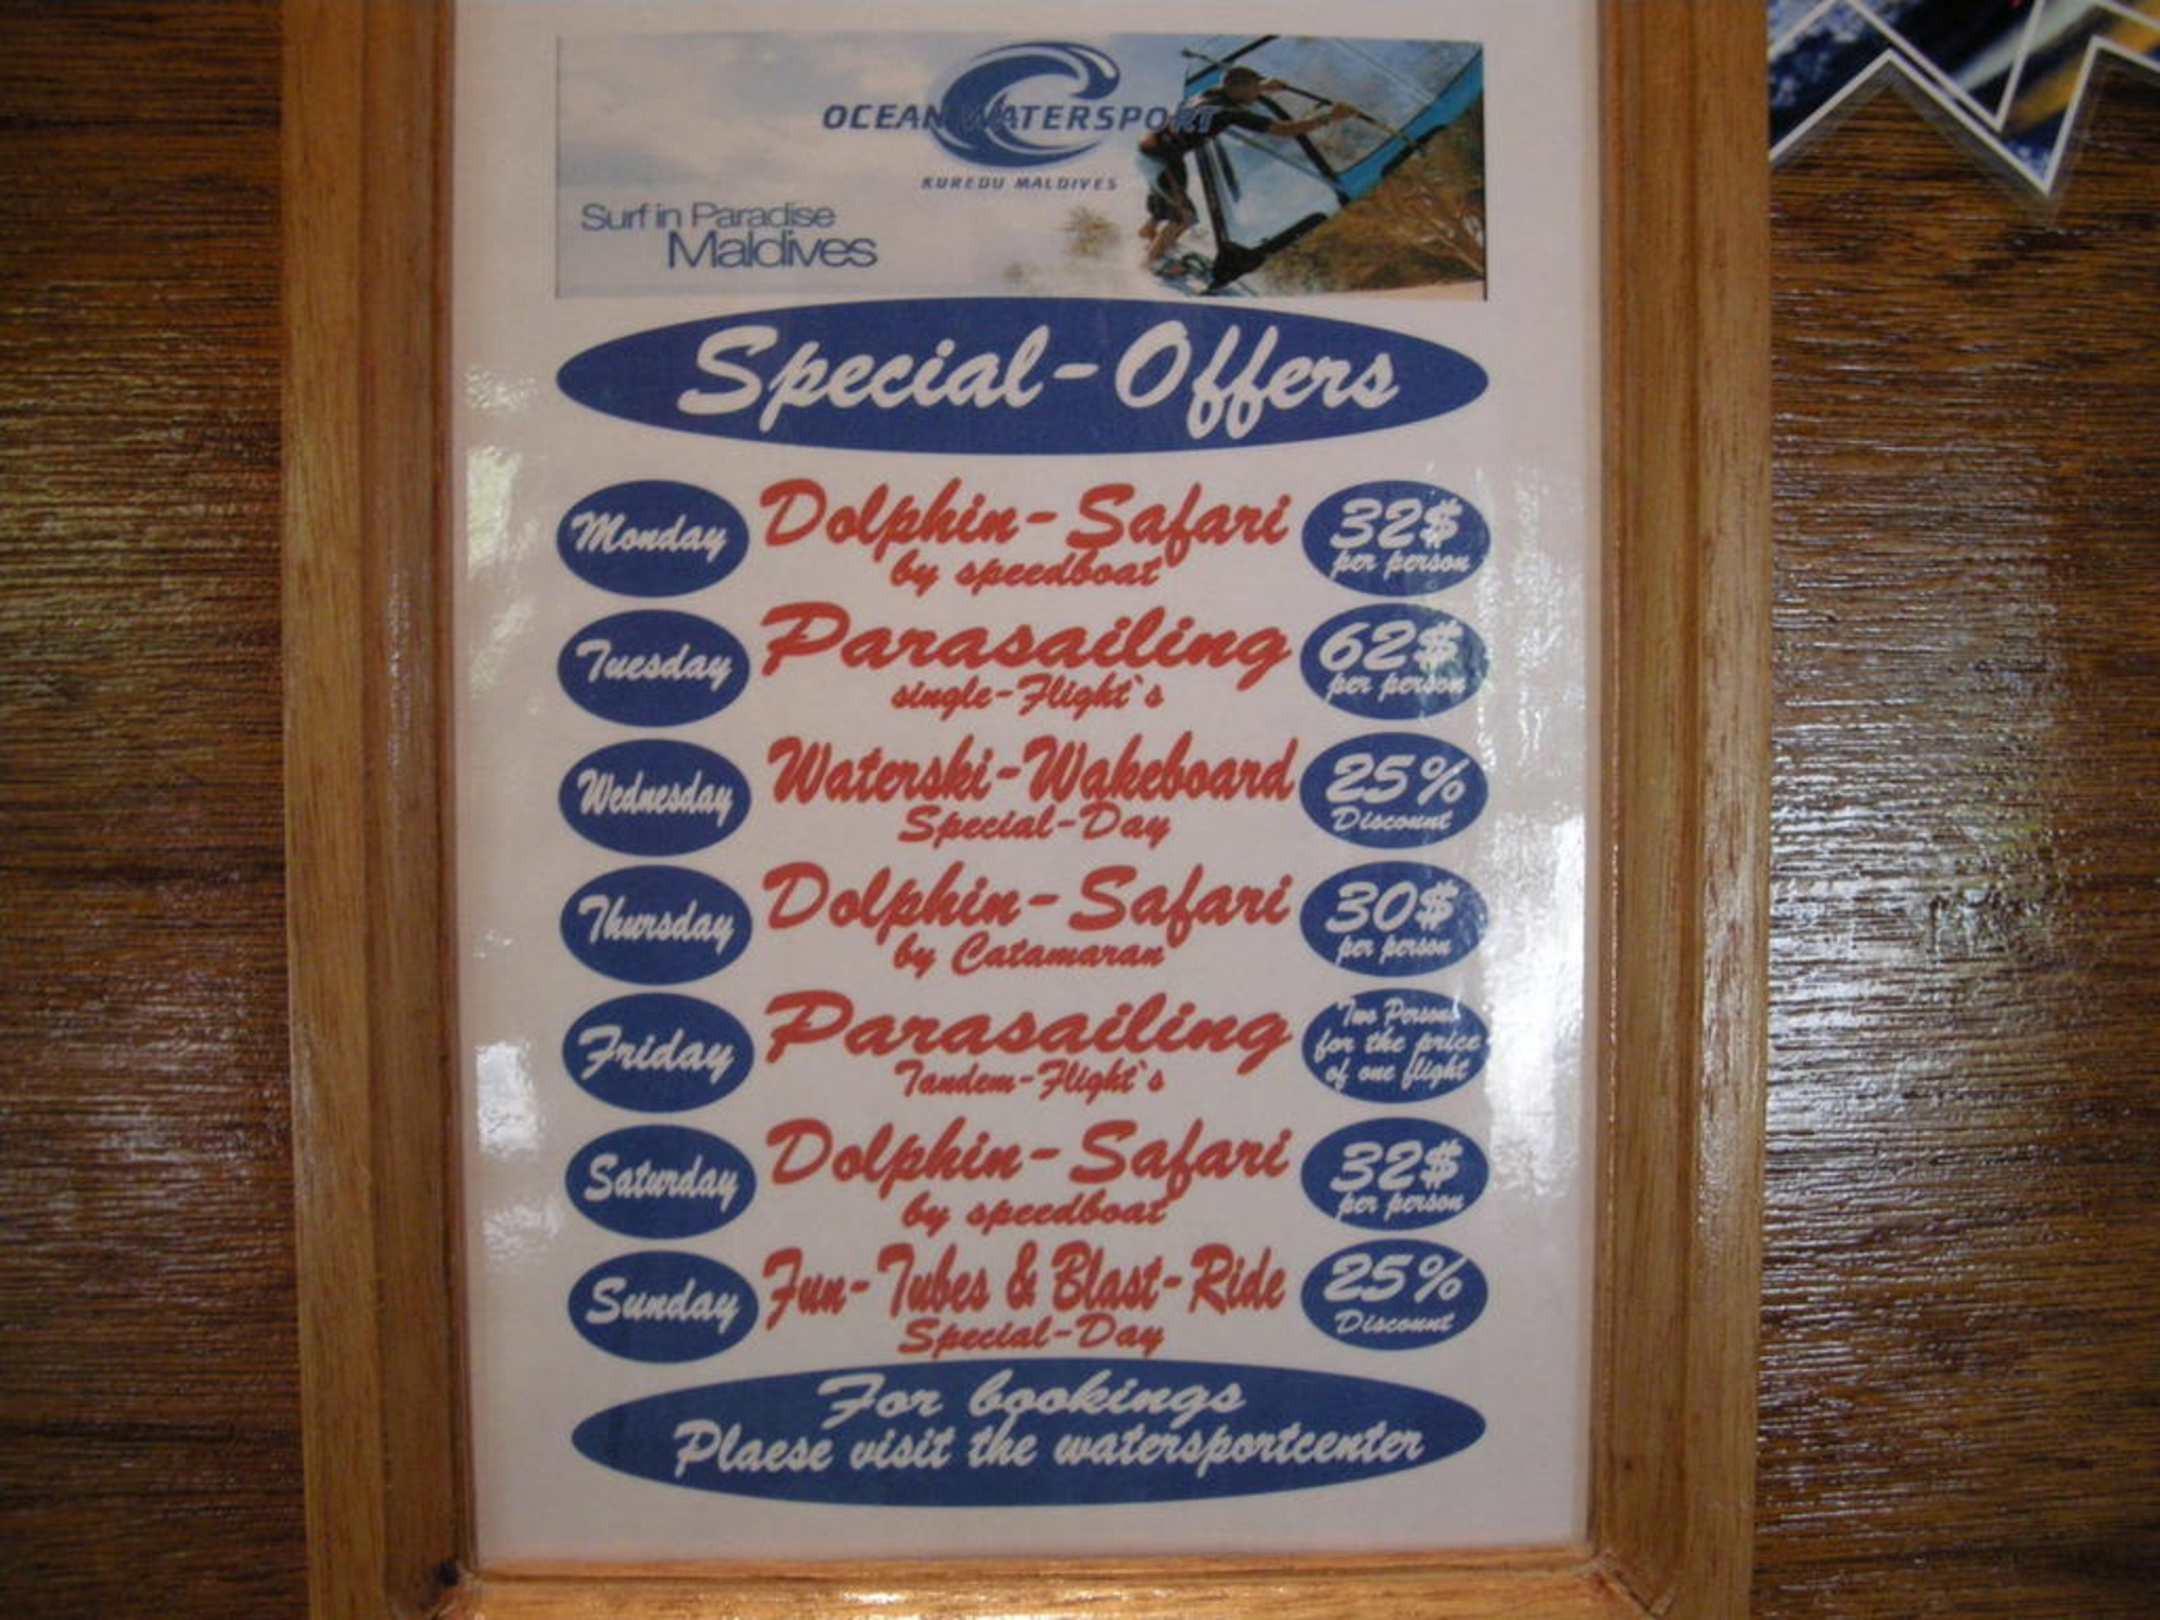 OCEAN WATERSPORT
KUREDU MALDIVES
Surf in Paradise
Maldives
Special-Offers
Monday Dolphin-Safari 32$
by speedboat per person
Tuesday Parasailing 62$
single-Flight`s per person
Wednesday Waterski-Wakeboard 25%
Special-Day Discount
Thursday Dolphin-Safari 30$
by Catamaran per person
Friday Parasailing Two Person
for the price
Tandem-Flight`s of one flight
Saturday Dolphin-Safari 32$
by speedboat per person
Sunday Fun-Tubes & Blast-Ride 25%
Special-Day Discount
For bookings
Plaese visit the watersportcenter